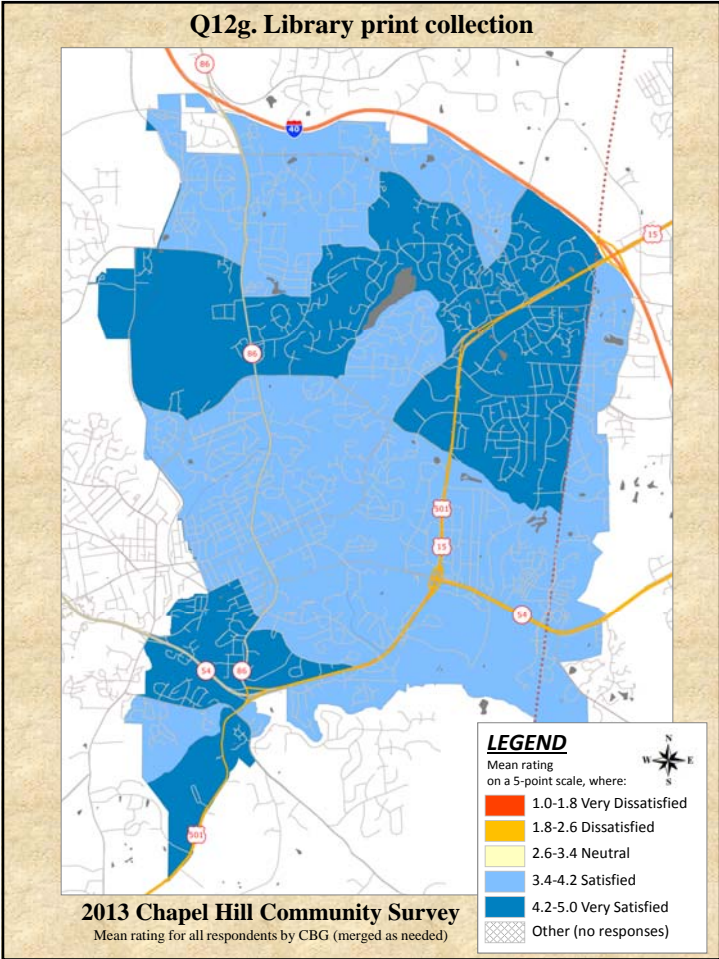 Q12g. Library print collection
86
40
15
86
501
15
54
54
86
501
LEGEND
Mean rating
on a 5-point scale, where:
N
W E
S
1.0-1.8 Very Dissatisfied
1.8-2.6 Dissatisfied
2.6-3.4 Neutral
3.4-4.2 Satisfied
4.2-5.0 Very Satisfied
Other (no responses)
2013 Chapel Hill Community Survey
Mean rating for all respondents by CBG (merged as needed)